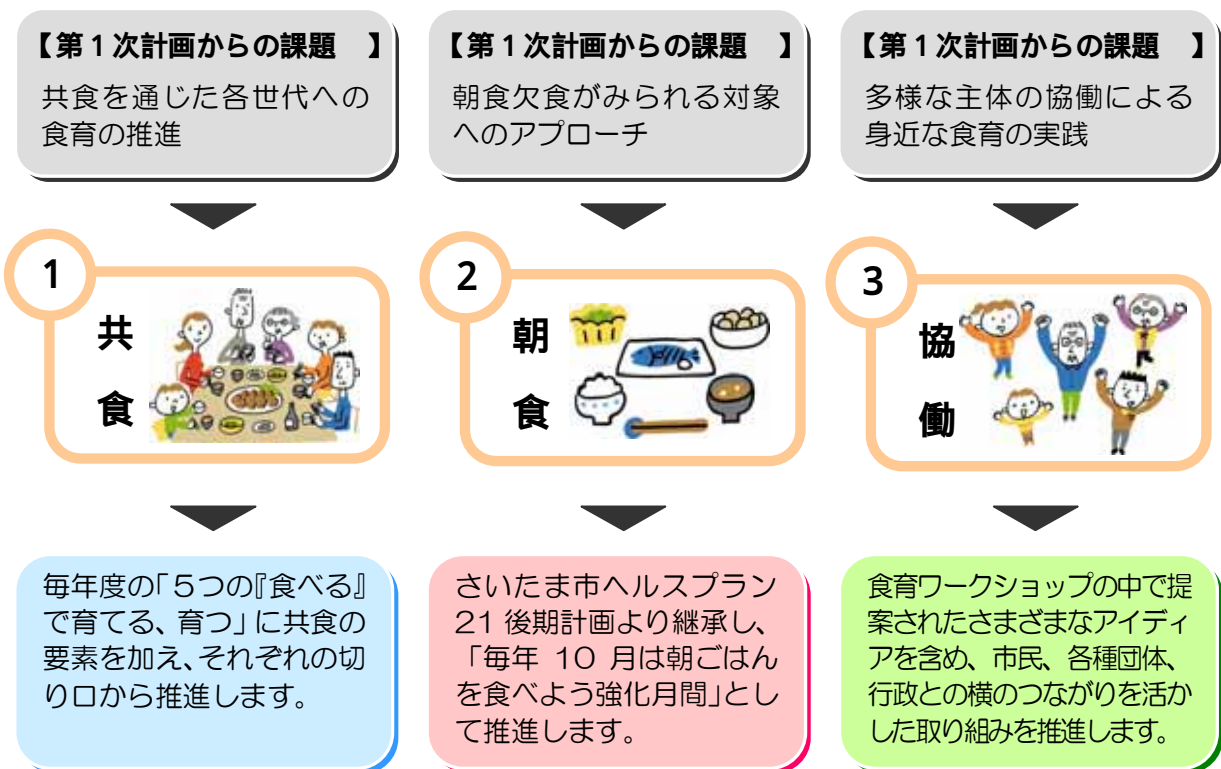 【第1次計画からの課題　】
共食を通じた各世代への
食育の推進
【第1次計画からの課題　】
朝食欠食がみられる対象
へのアプローチ
【第1次計画からの課題　】
多様な主体の協働による
身近な食育の実践
1
共
食
2
朝
食
3
協
働
毎年度の「5つの『食べる』
で育てる、育つ」に共食の
要素を加え、それぞれの切
り口から推進します。
さいたま市ヘルスプラン
21 後期計画より継承し、
「毎年 10 月は朝ごはん
を食べよう強化月間」とし
て推進します。
食育ワークショップの中で提
案されたさまざまなアイディ
アを含め、市民、各種団体、
行政との横のつながりを活か
した取り組みを推進します。